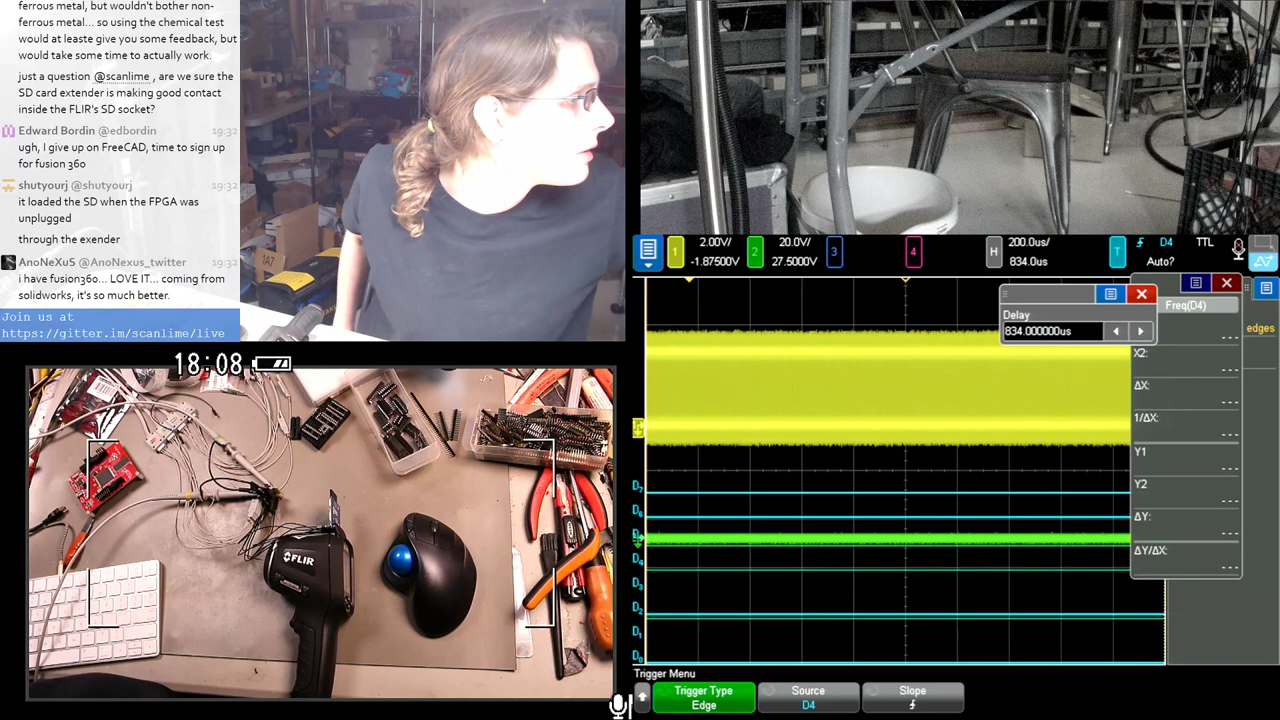 ferrous metal, but wouldn't bother non-
ferrous metal... so using the chemical test
would at leaste give you some feedback, but
would take some time to actually work.
just a question @scanlime , are we sure the
SD card extender is making good contact
inside the FLIR's SD socket?
Edward Bordin @edbordin 19:32
ugh, I give up on FreeCAD, time to sign up
for fusion 360
shutyourj @shutyourj 19:32
it loaded the SD when the FPGA was
unplugged
through the exender
AnoNeXuS @AnoNexus_twitter 19:32
i have fusion360... LOVE IT... coming from
solidworks, it's so much better.
Join us at
https://gitter.im/scanlime/live
1A7
18:08
FLIR
1 2.00V/ 2 20.0V/ 3 4 H 200.0us/ T D4 TTL
-1.87500V 27.5000V 834.0us Auto?
Delay
834.000000us
Freq(D4)
---
edges
X2:
---
ΔX:
---
1/ΔX:
---
Y1
---
Y2
---
ΔY:
---
ΔY/ΔX:
---
D7
D6
D4
D3
D2
D1
D0
Trigger Menu
Trigger Type
Edge
Source
D4
Slope